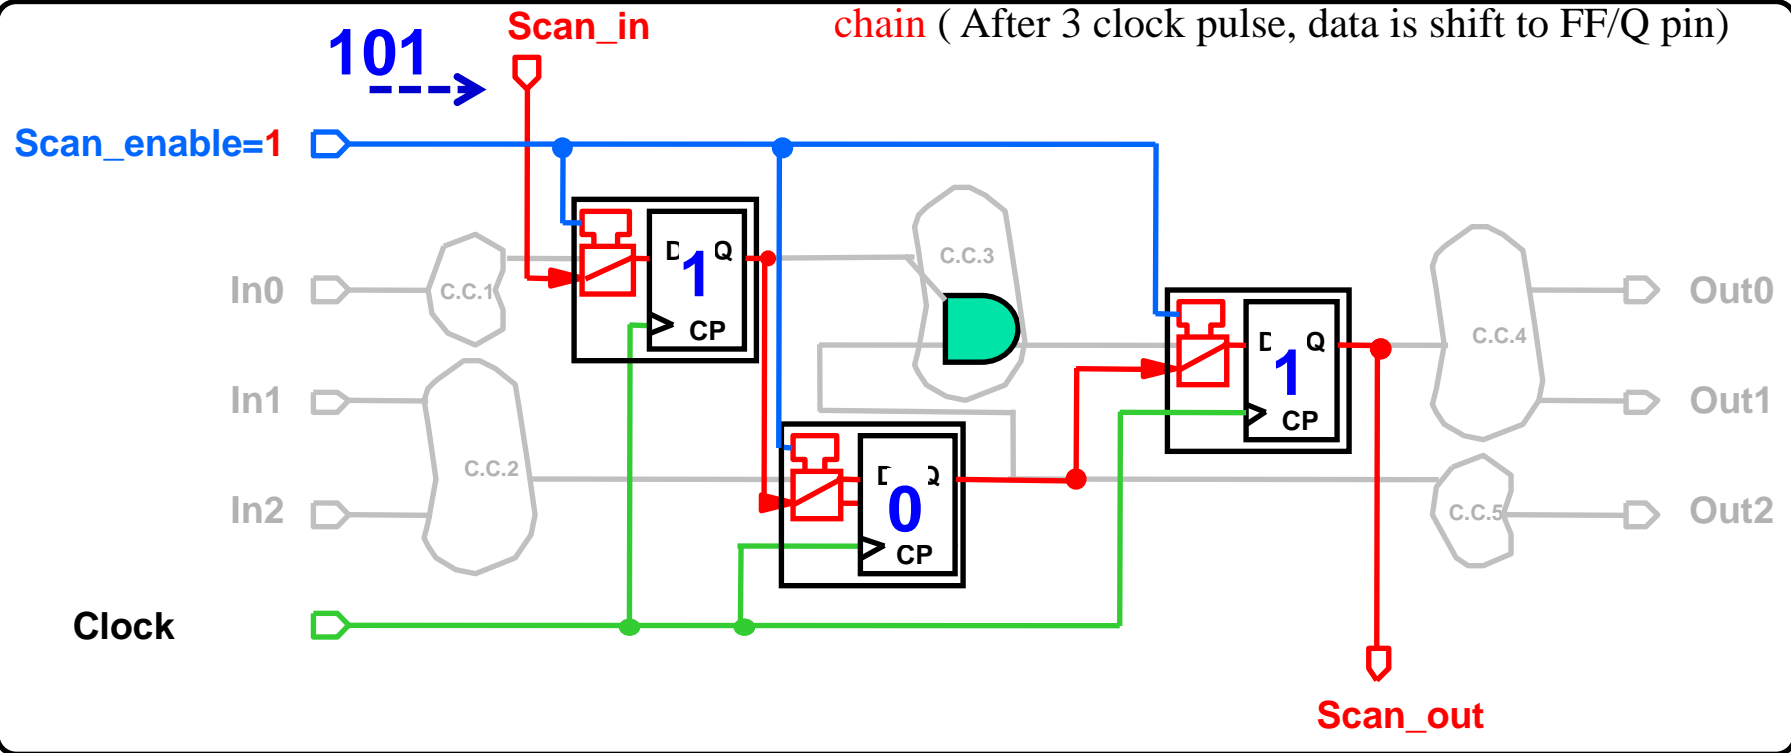 chain ( After 3 clock pulse, data is shift to FF/Q pin)
Scan_in
101
Scan_enable=1
In0
C.C.1
D 1 Q
CP
C.C.3
In1
C.C.2
In2
D 0 Q
CP
D 1 Q
CP
C.C.4
Out0
Out1
C.C.5
Out2
Clock
Scan_out